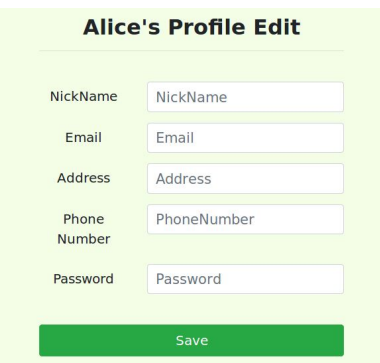 Alice's Profile Edit
NickName NickName
Email Email
Address Address
Phone PhoneNumber
Number
Password Password
Save